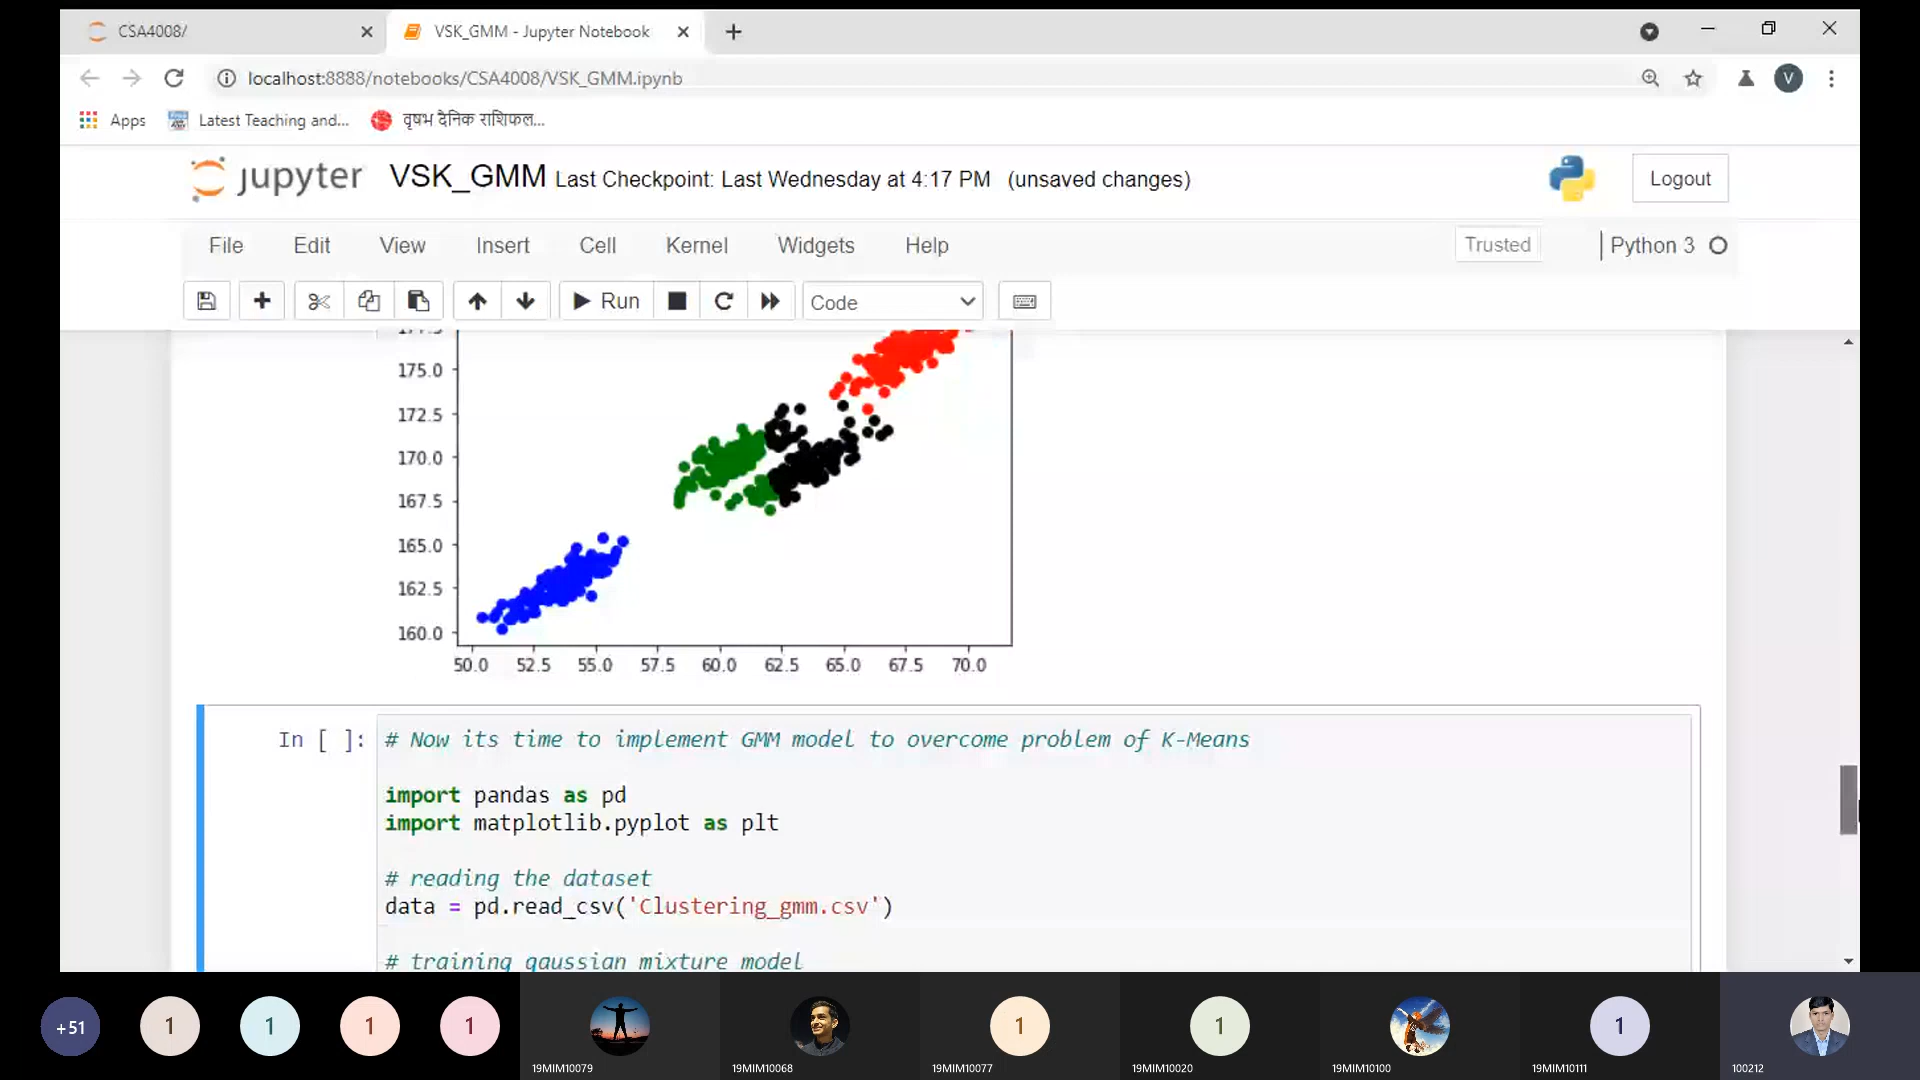 CSA4008/
VSK_GMM - Jupyter Notebook
localhost:8888/notebooks/CSA4008/VSK_GMM.ipynb
V
Apps
Latest Teaching and...
वृषभ दैनिक राशिफल...
jupyter VSK_GMM Last Checkpoint: Last Wednesday at 4:17 PM (unsaved changes)
Logout
File Edit View Insert Cell Kernel Widgets Help
Trusted
Python 3
Run
Code
177.5
175.0
172.5
170.0
167.5
165.0
162.5
160.0
50.0 52.5 55.0 57.5 60.0 62.5 65.0 67.5 70.0
In [ ]:
# Now its time to implement GMM model to overcome problem of K-Means
import pandas as pd
import matplotlib.pyplot as plt
# reading the dataset
data = pd.read_csv('Clustering_gmm.csv')
# training gaussian mixture model
+51 1 1 1 1 1 1 1
19MIM10079 19MIM10068 19MIM10077 19MIM10020 19MIM10100 19MIM10111 100212